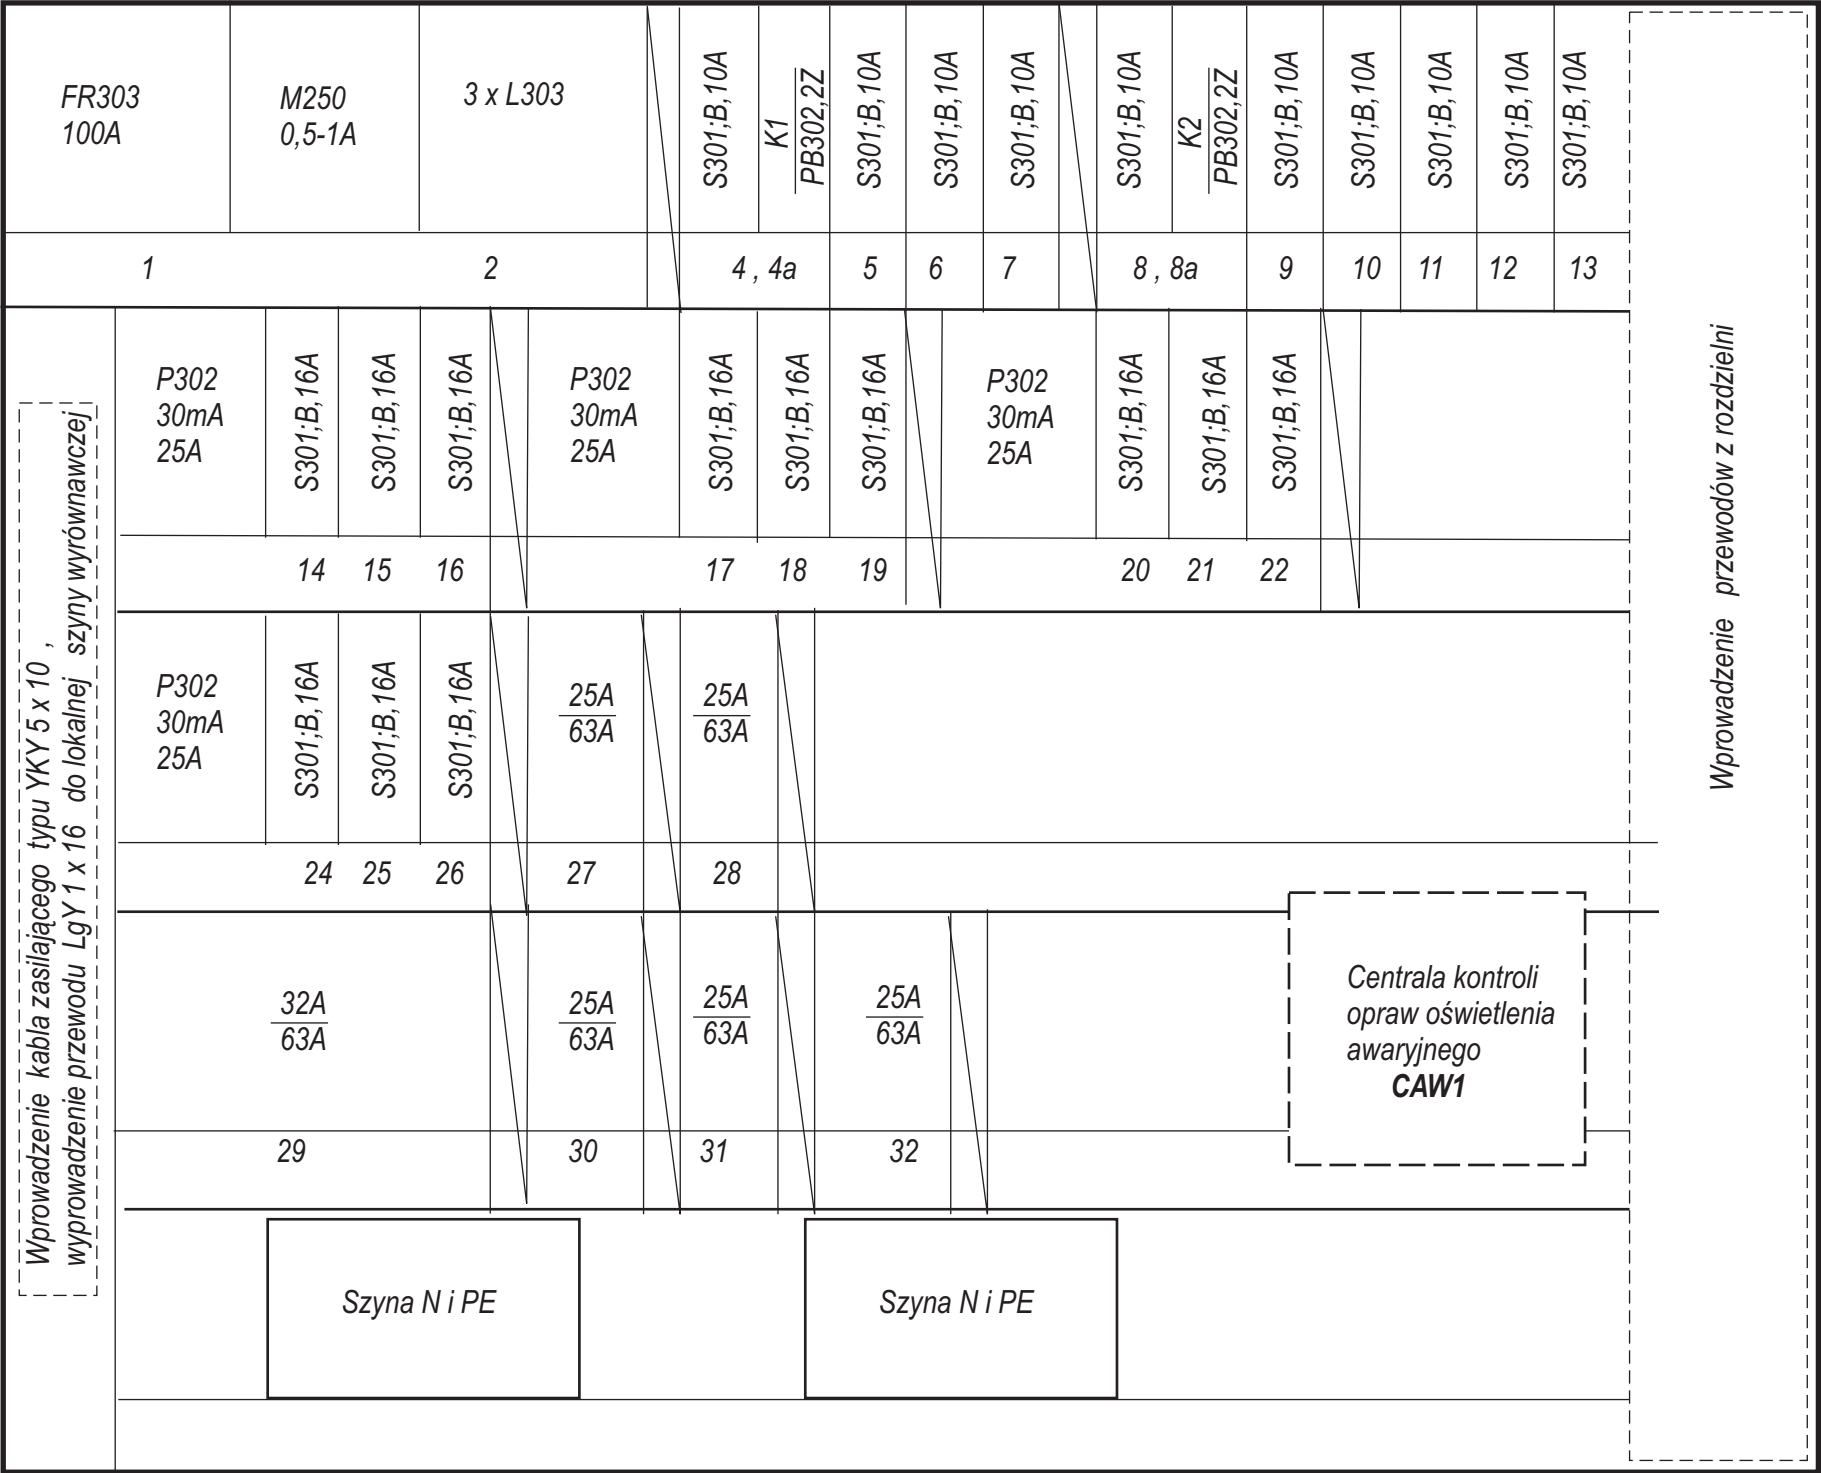 FR303
100A
M250
0,5-1A
3 x L303
S301;B,10A
K1
PB302,2Z
S301;B,10A
S301;B,10A
S301;B,10A
S301;B,10A
K2
PB302,2Z
S301;B,10A
S301;B,10A
S301;B,10A
S301;B,10A
S301;B,10A
1
2
4 , 4a
5
6
7
8 , 8a
9
10
11
12
13
P302
30mA
25A
S301;B,16A
S301;B,16A
S301;B,16A
P302
30mA
25A
S301;B,16A
S301;B,16A
S301;B,16A
P302
30mA
25A
S301;B,16A
S301;B,16A
S301;B,16A
14
15
16
17
18
19
20
21
22
P302
30mA
25A
S301;B,16A
S301;B,16A
S301;B,16A
25A
63A
25A
63A
24
25
26
27
28
32A
63A
25A
63A
25A
63A
25A
63A
Centrala kontroli
opraw oświetlenia
awaryjnego
CAW1
29
30
31
32
Szyna N i PE
Szyna N i PE
Wprowadzenie kabla zasilającego typu YKY 5 x 10 ,
wyprowadzenie przewodu LgY 1 x 16 do lokalnej szyny wyrównawczej
Wprowadzenie przewodów z rozdzielni